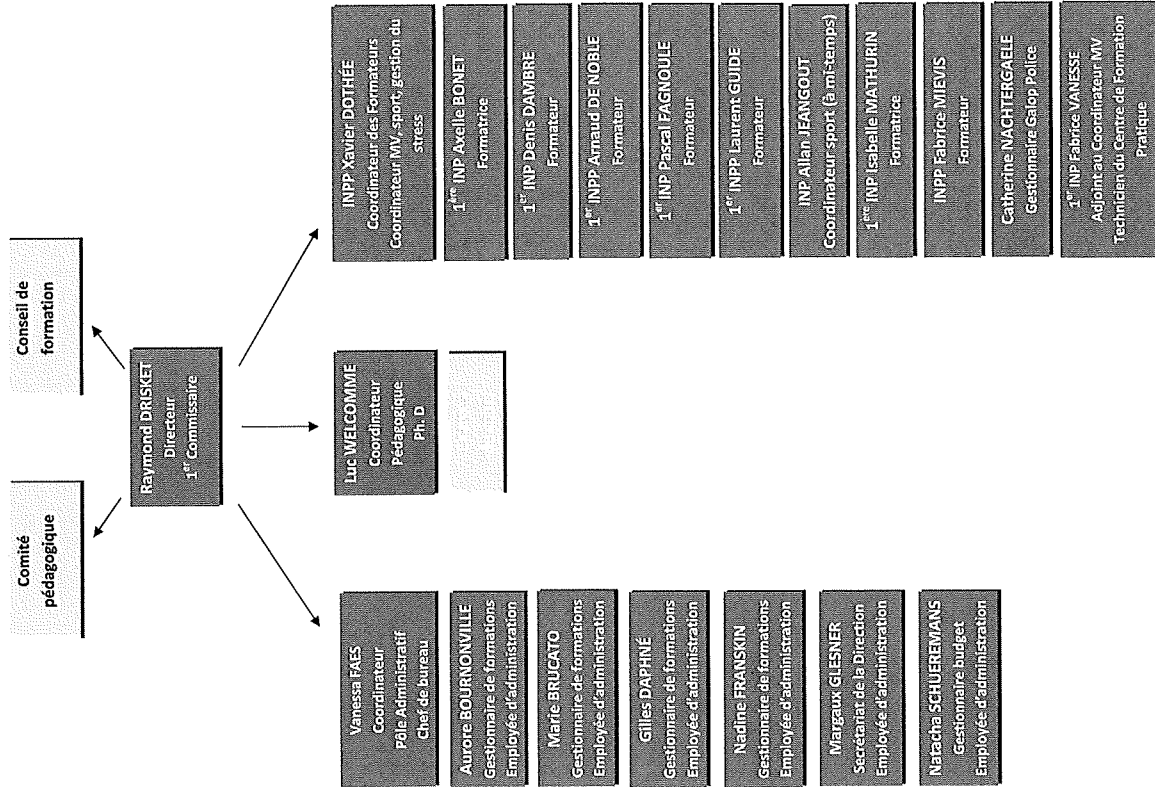 Comité
pédagogique
Conseil de
formation
Raymond DRISKET
Directeur
1er Commissaire
Vanessa FAES
Coordinateur
Pôle Administratif
Chef de bureau
Aurore BOURNONVILLE
Gestionnaire de formations
Employée d'administration
Marie BRUCATO
Gestionnaire de formations
Employée d'administration
Gilles DAPHNÉ
Gestionnaire de formations
Employée d'administration
Nadine FRANSKIN
Gestionnaire de formations
Employée d'administration
Margaux GLESNER
Secrétariat de la Direction
Employée d'administration
Natacha SCHUEREMANS
Gestionnaire budget
Employée d'administration
Luc WELCOMME
Coordinateur
Pédagogique
Ph. D
INPP Xavier DOTHÉE
Coordinateur des Formateurs
Coordinateur MV, sport, gestion du
stress
1ère INP Axelle BONET
Formatrice
1er INP Denis DAMBRE
Formateur
1er INPP Arnaud DE NOBLE
Formateur
1er INP Pascal FAGNOULE
Formateur
1er INPP Laurent GUIDE
Formateur
INP Allan JEANGOUT
Coordinateur sport (à mi-temps)
1ère INP Isabelle MATHURIN
Formatrice
INPP Fabrice MIEVIS
Formateur
Catherine NACHTERGAELE
Gestionnaire Galop Police
1er INP Fabrice VANESSE
Adjoint au Coordinateur MV
Technicien du Centre de Formation
Pratique